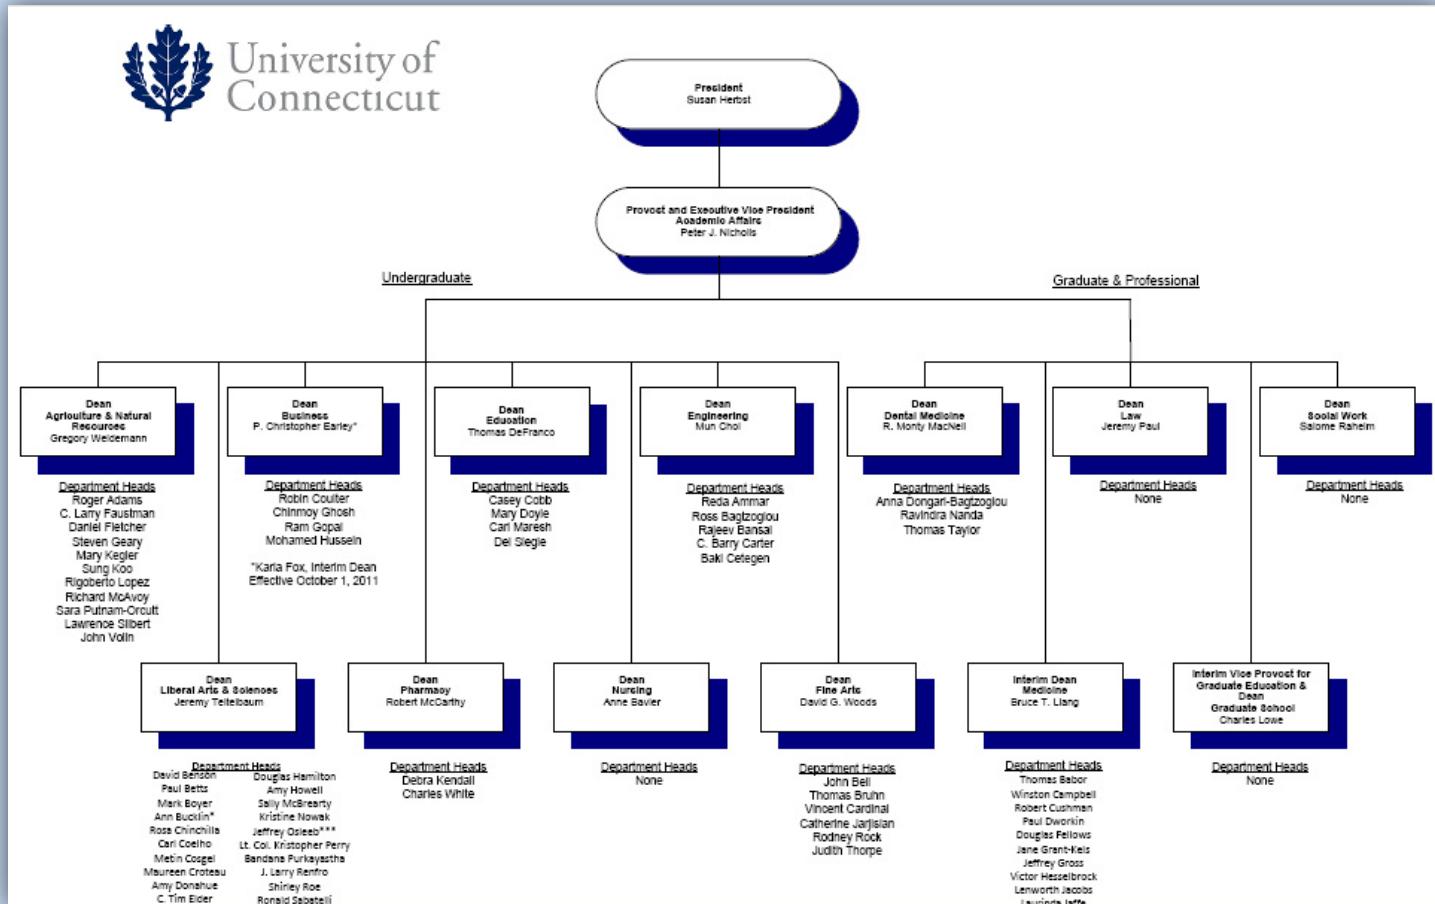 University of
Connecticut
President
Susan Herbst
Provost and Executive Vice President
Academic Affairs
Peter J. Nicholls
Undergraduate
Graduate & Professional
Dean
Agriculture & Natural
Resources
Gregory Weidemann
Department Heads
Roger Adams
C. Larry Faustman
Daniel Fletcher
Steven Geary
Mary Kegler
Sung Koo
Rigoberto Lopez
Richard McAvoy
Sara Putnam-Orcutt
Lawrence Silbert
John Volin
Dean
Business
P. Christopher Earley*
Department Heads
Robin Coulter
Chinmoy Ghosh
Ram Gopal
Mohamed Hussein
*Karla Fox, Interim Dean
Effective October 1, 2011
Dean
Education
Thomas DeFranco
Department Heads
Casey Cobb
Mary Doyle
Carl Maresh
Del Siegle
Dean
Engineering
Mun Choi
Department Heads
Reda Ammar
Ross Bagtzoglou
Rajeev Bansal
C. Barry Carter
Baki Cetegen
Dean
Dental Medicine
R. Monty MacNeil
Department Heads
Anna Dongari-Bagtzoglou
Ravindra Nanda
Thomas Taylor
Dean
Law
Jeremy Paul
Department Heads
None
Dean
Social Work
Salome Raheim
Department Heads
None
Dean
Liberal Arts & Sciences
Jeremy Teitelbaum
Department Heads
David Benson
Paul Betts
Mark Boyer
Ann Bucklin*
Rosa Chinchilla
Carl Coelho
Metin Cosgel
Maureen Croteau
Amy Donahue
C. Tim Elder
Douglas Hamilton
Amy Howell
Sally McBrearty
Kristine Nowak
Jeffrey Osleeb***
Lt. Col. Kristopher Perry
Bandana Purkayastha
J. Larry Renfro
Shirley Roe
Ronald Sabatelli
Dean
Pharmacy
Robert McCarthy
Department Heads
Debra Kendall
Charles White
Dean
Nursing
Anne Bavier
Department Heads
None
Dean
Fine Arts
David G. Woods
Department Heads
John Bell
Thomas Bruhn
Vincent Cardinal
Catherine Jarjisian
Rodney Rock
Judith Thorpe
Interim Dean
Medicine
Bruce T. Liang
Department Heads
Thomas Babor
Winston Campbell
Robert Cushman
Paul Dworkin
Douglas Fellows
Jane Grant-Kels
Jeffrey Gross
Victor Hesselbrock
Lenworth Jacobs
Laurinda Jaffe
Interim Vice Provost for
Graduate Education &
Dean
Graduate School
Charles Lowe
Department Heads
None